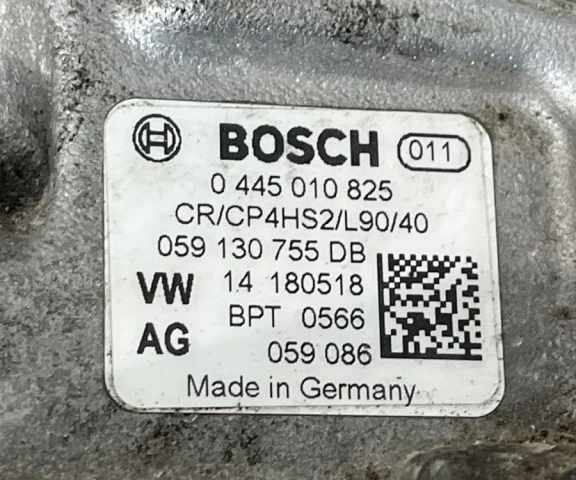 BOSCH 011
0 445 010 825
CR/CP4HS2/L90/40
059 130 755 DB
VW 14 180518
BPT 0566
AG 059 086
Made in Germany